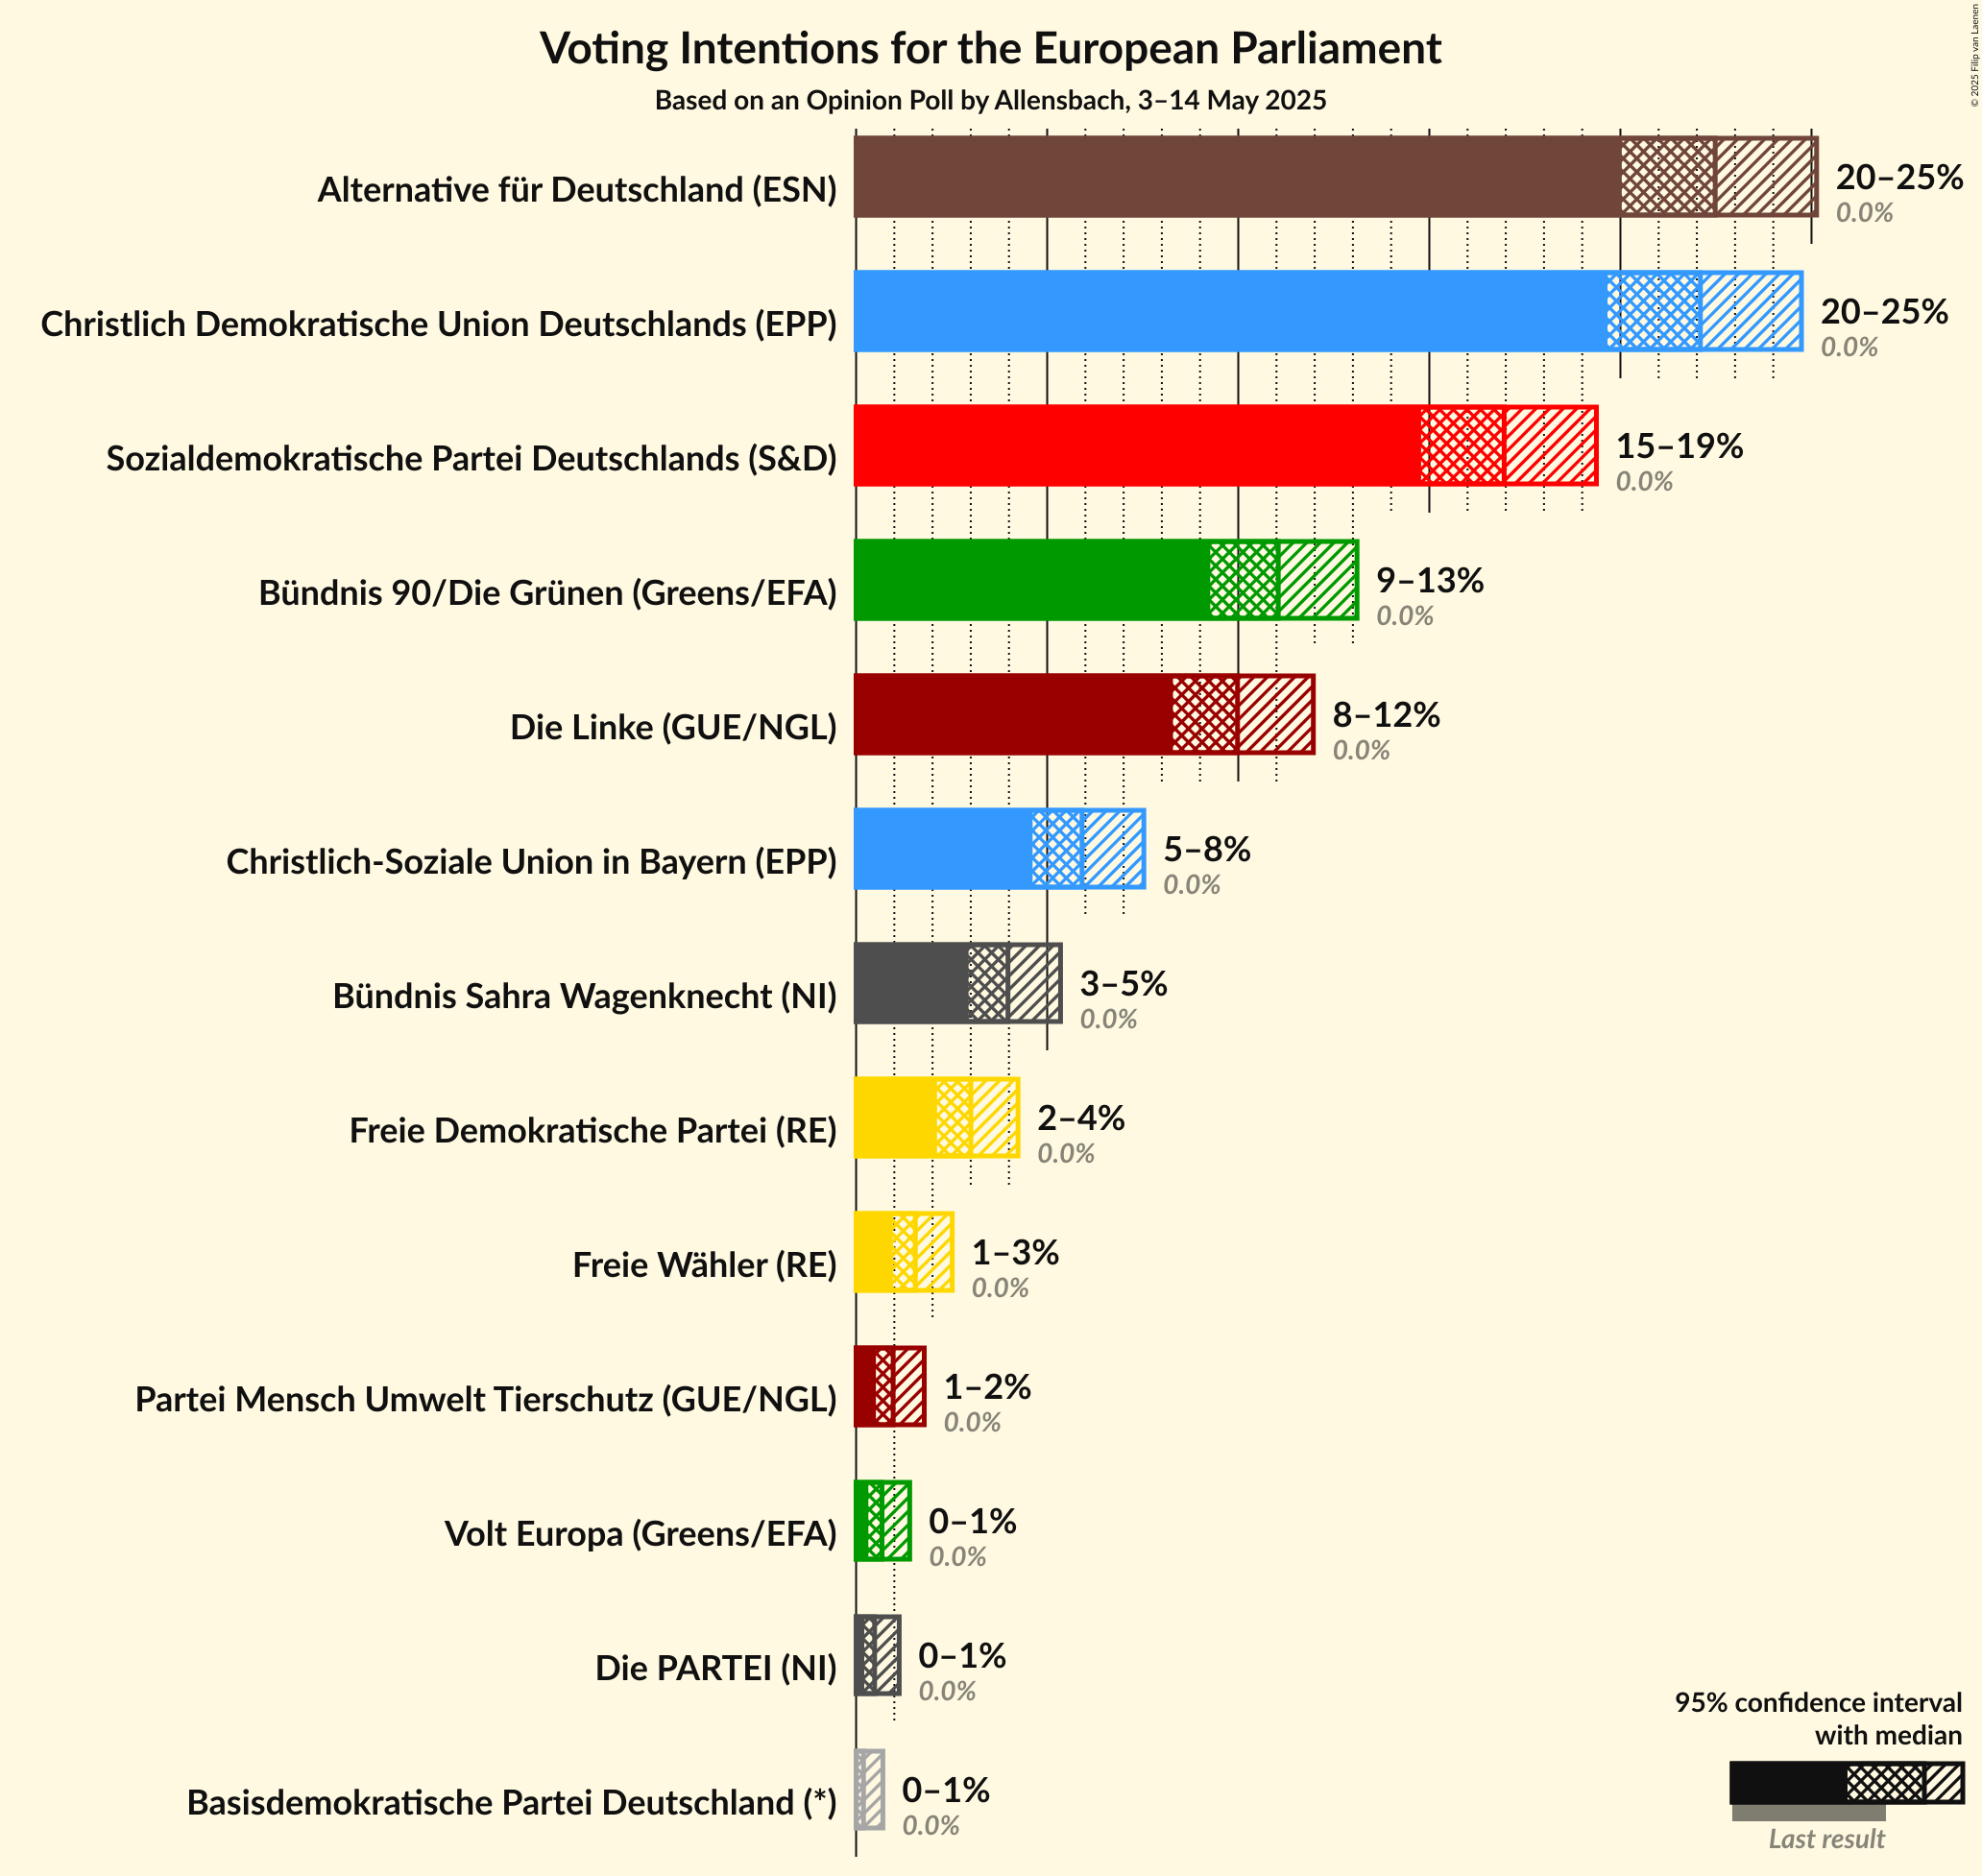 Voting Intentions for the European Parliament
Based on an Opinion Poll by Allensbach, 3–14 May 2025
© 2025 Filip van Laenen
Alternative für Deutschland (ESN)
20–25%
0.0%
Christlich Demokratische Union Deutschlands (EPP)
20–25%
0.0%
Sozialdemokratische Partei Deutschlands (S&D)
15–19%
0.0%
Bündnis 90/Die Grünen (Greens/EFA)
9–13%
0.0%
Die Linke (GUE/NGL)
8–12%
0.0%
Christlich-Soziale Union in Bayern (EPP)
5–8%
0.0%
Bündnis Sahra Wagenknecht (NI)
3–5%
0.0%
Freie Demokratische Partei (RE)
2–4%
0.0%
Freie Wähler (RE)
1–3%
0.0%
Partei Mensch Umwelt Tierschutz (GUE/NGL)
1–2%
0.0%
Volt Europa (Greens/EFA)
0–1%
0.0%
Die PARTEI (NI)
0–1%
0.0%
Basisdemokratische Partei Deutschland (*)
0–1%
0.0%
95% confidence interval
with median
Last result